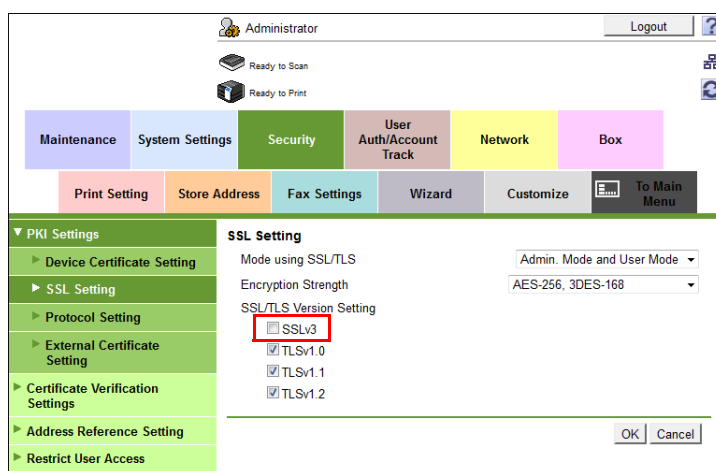 Administrator
Logout
?
Ready to Scan
Ready to Print
Maintenance
System Settings
Security
User
Auth/Account
Track
Network
Box
Print Setting
Store Address
Fax Settings
Wizard
Customize
To Main
Menu
PKI Settings
Device Certificate Setting
SSL Setting
Protocol Setting
External Certificate
Setting
Certificate Verification
Settings
Address Reference Setting
Restrict User Access
SSL Setting
Mode using SSL/TLS
Admin. Mode and User Mode
Encryption Strength
AES-256, 3DES-168
SSL/TLS Version Setting
SSLv3
TLSv1.0
TLSv1.1
TLSv1.2
OK
Cancel